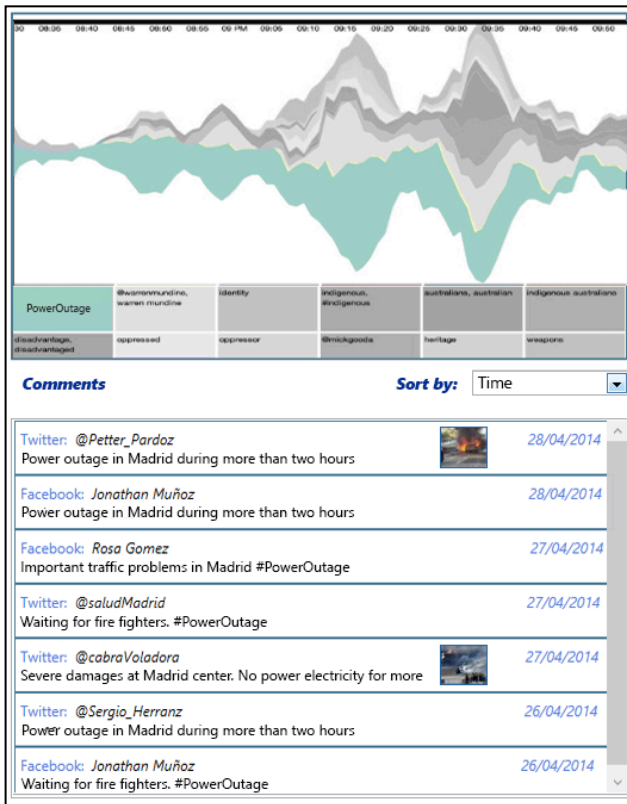 30 08:35 08:40 08:45 08:50 08:55 09 PM 09:05 09:10 09:15 09:20 09:25 09:30 09:35 09:40 09:45 09:50
PowerOutage
@warrenmundine,
warren mundine
identity
indigenous,
#indigenous
australians, australian
indigenous australians
disadvantage,
disadvantaged
oppressed
oppressor
@mickgooda
heritage
weapons
Comments
Sort by: Time
Twitter: @Petter_Pardoz 28/04/2014
Power outage in Madrid during more than two hours
Facebook: Jonathan Muñoz 28/04/2014
Power outage in Madrid during more than two hours
Facebook: Rosa Gomez 27/04/2014
Important traffic problems in Madrid #PowerOutage
Twitter: @saludMadrid 27/04/2014
Waiting for fire fighters. #PowerOutage
Twitter: @cabraVoladora 27/04/2014
Severe damages at Madrid center. No power electricity for more
Twitter: @Sergio_Herranz 26/04/2014
Power outage in Madrid during more than two hours
Facebook: Jonathan Muñoz 26/04/2014
Waiting for fire fighters. #PowerOutage